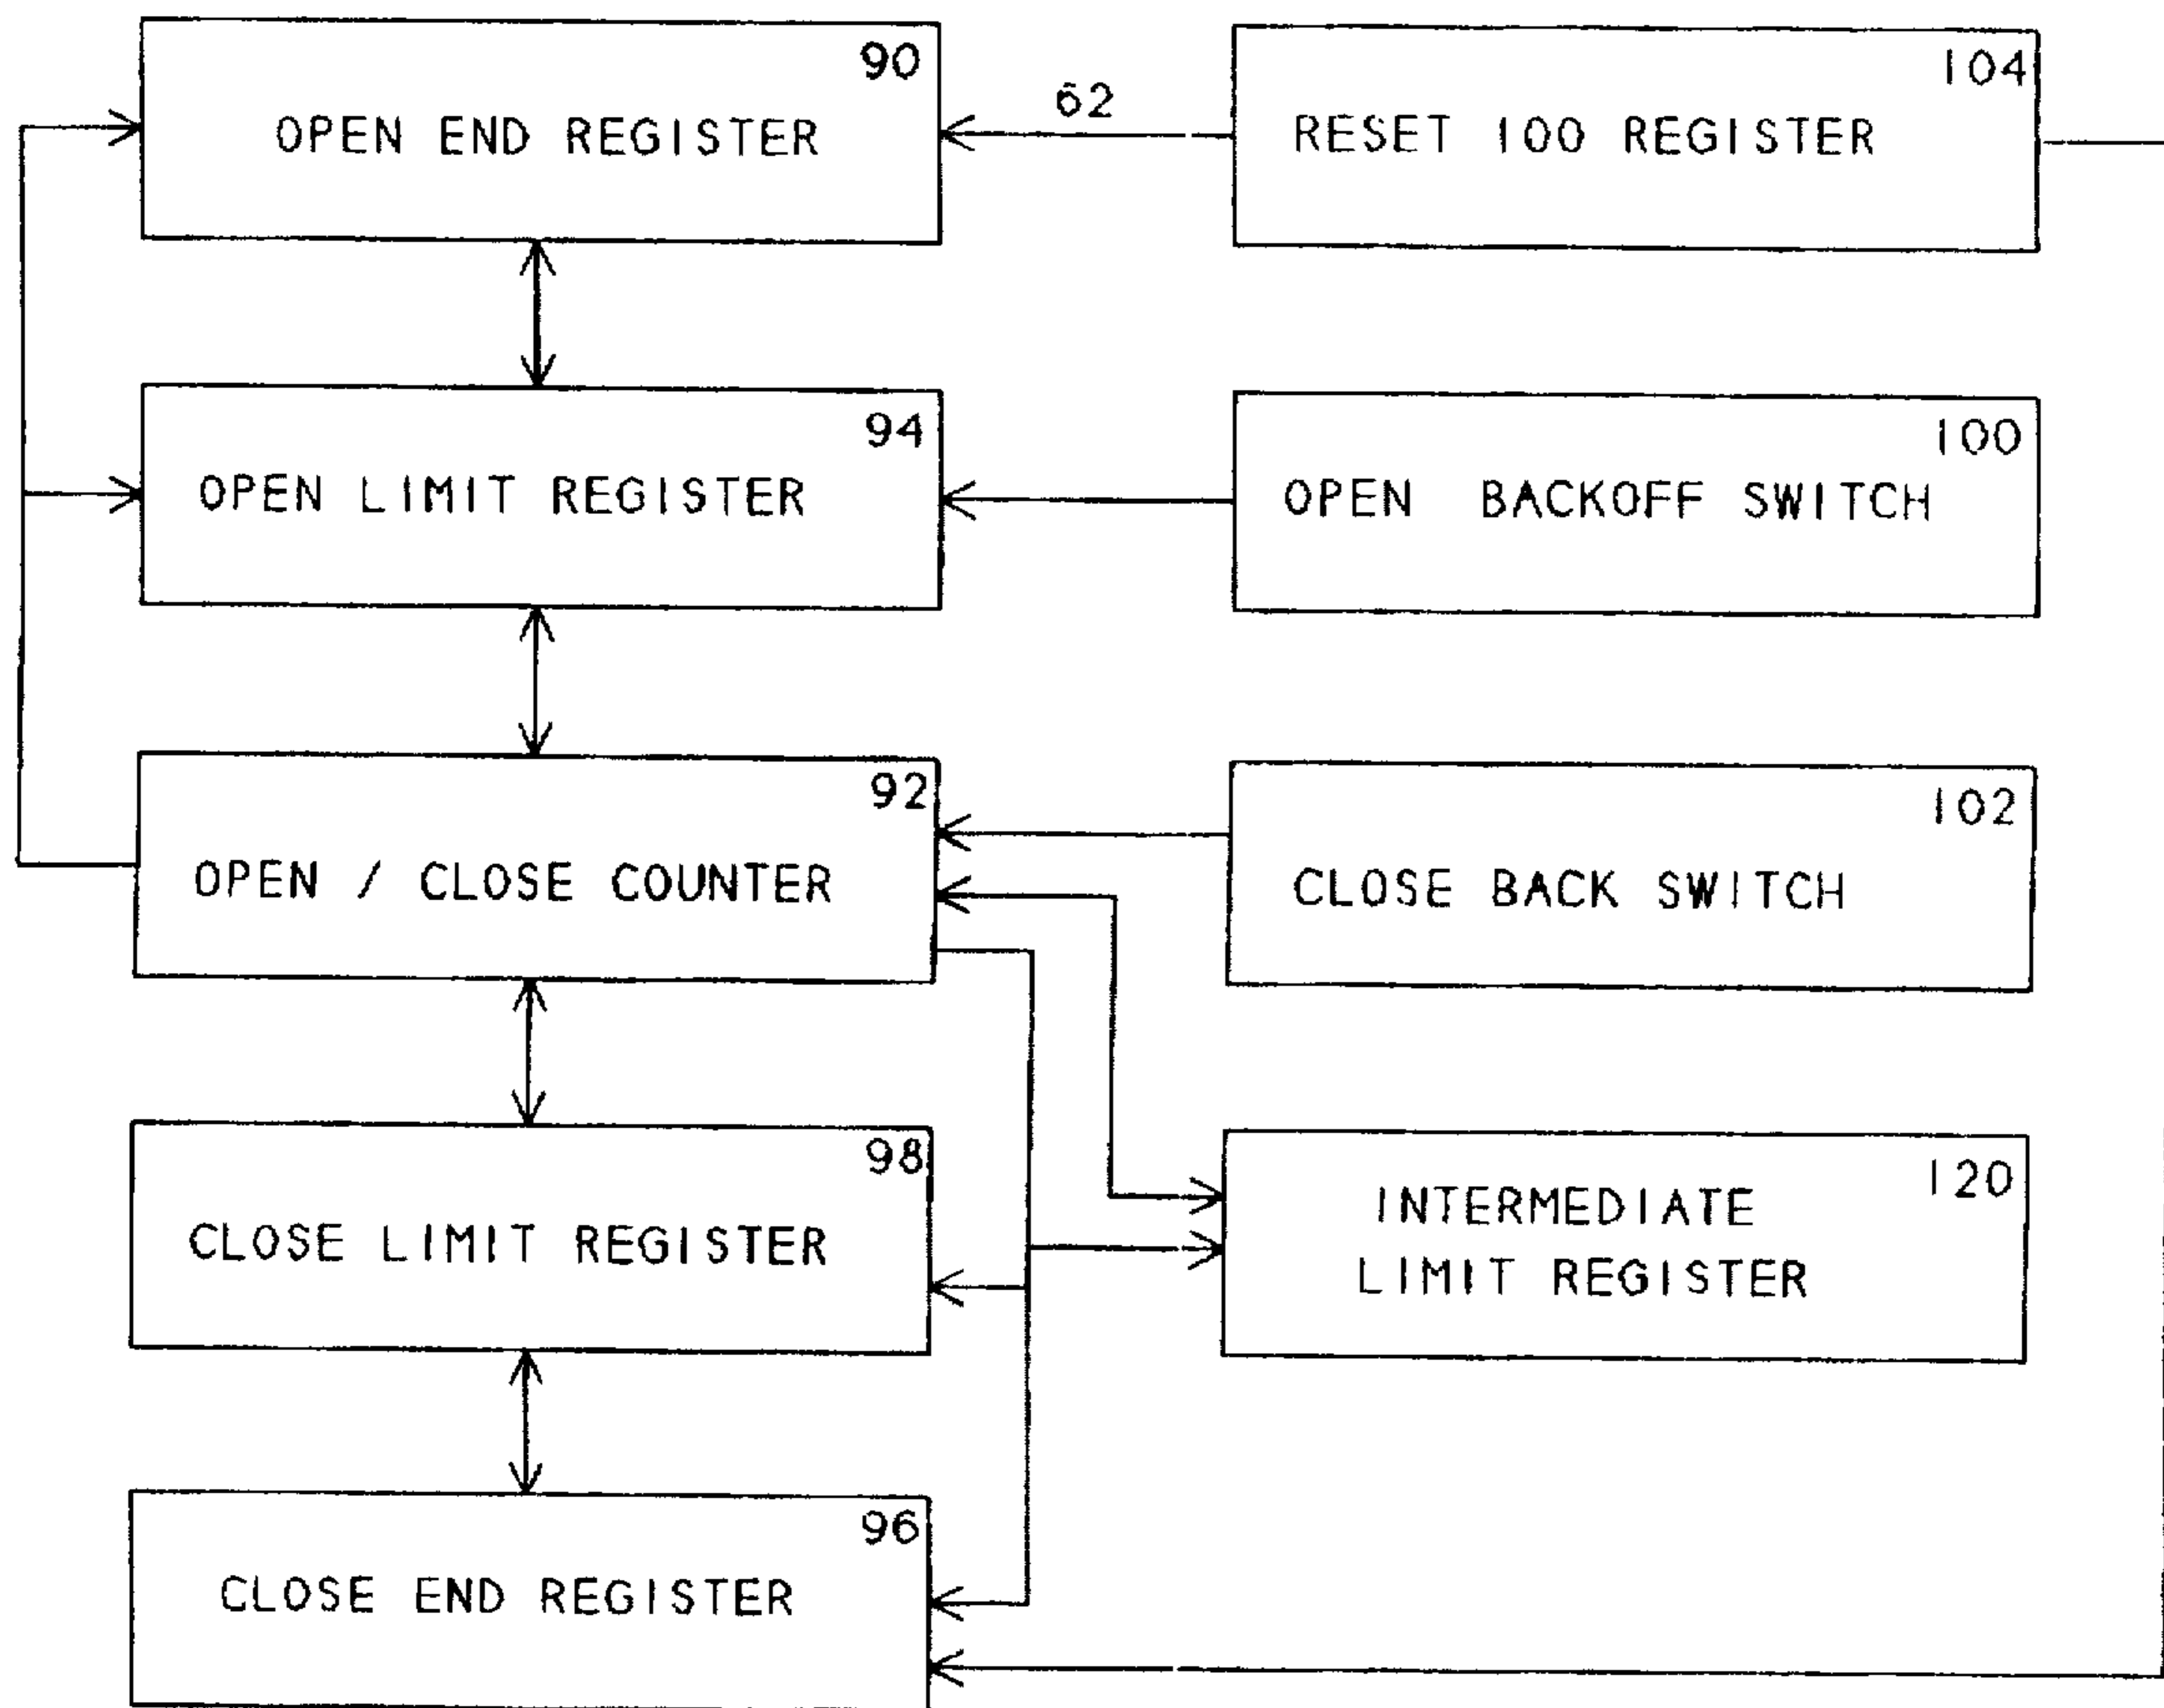 90
OPEN END REGISTER
62
104
RESET 100 REGISTER
94
OPEN LIMIT REGISTER
100
OPEN BACKOFF SWITCH
92
OPEN / CLOSE COUNTER
102
CLOSE BACK SWITCH
98
CLOSE LIMIT REGISTER
120
INTERMEDIATE
LIMIT REGISTER
96
CLOSE END REGISTER